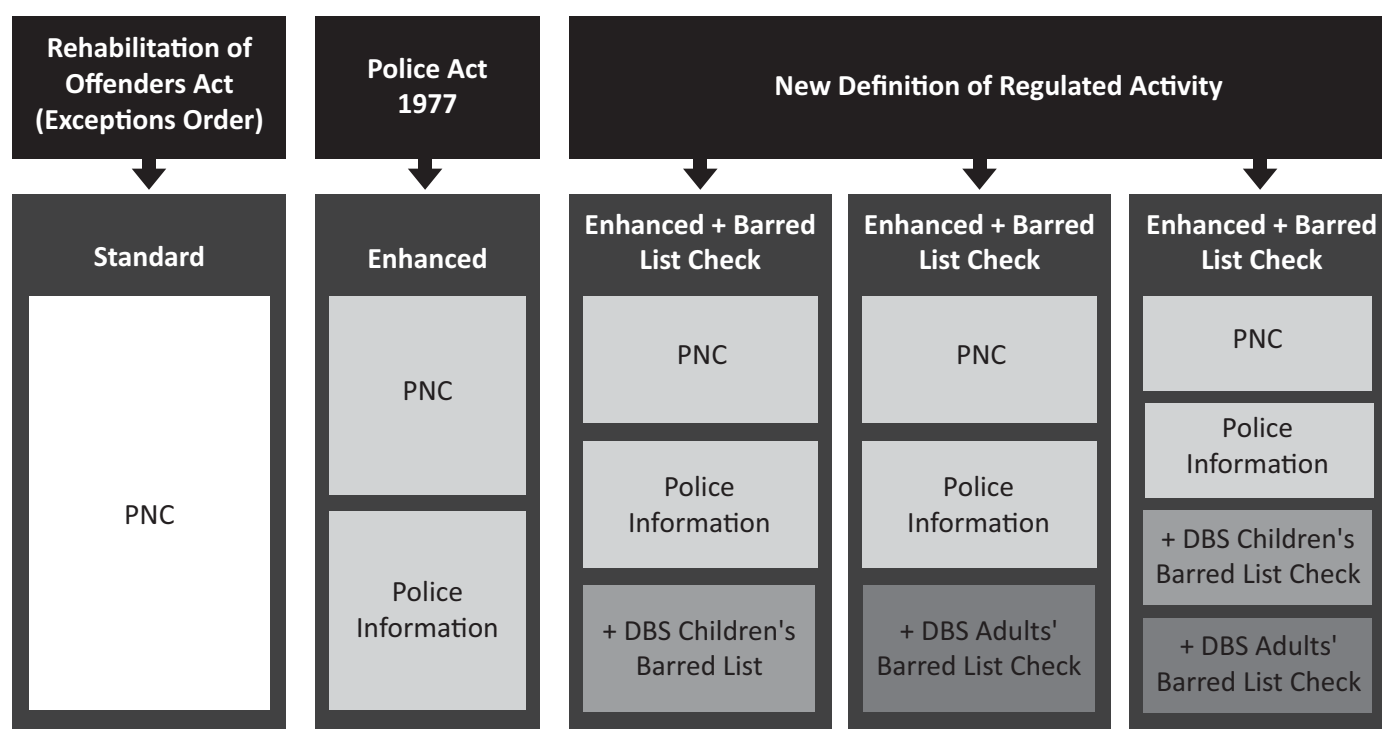 Rehabilitation of
Offenders Act
(Exceptions Order)
Police Act
1977
New Definition of Regulated Activity
Standard
PNC
Enhanced
PNC
Police
Information
Enhanced + Barred
List Check
PNC
Police
Information
+ DBS Children's
Barred List
Enhanced + Barred
List Check
PNC
Police
Information
+ DBS Adults'
Barred List Check
Enhanced + Barred
List Check
PNC
Police
Information
+ DBS Children's
Barred List Check
+ DBS Adults'
Barred List Check